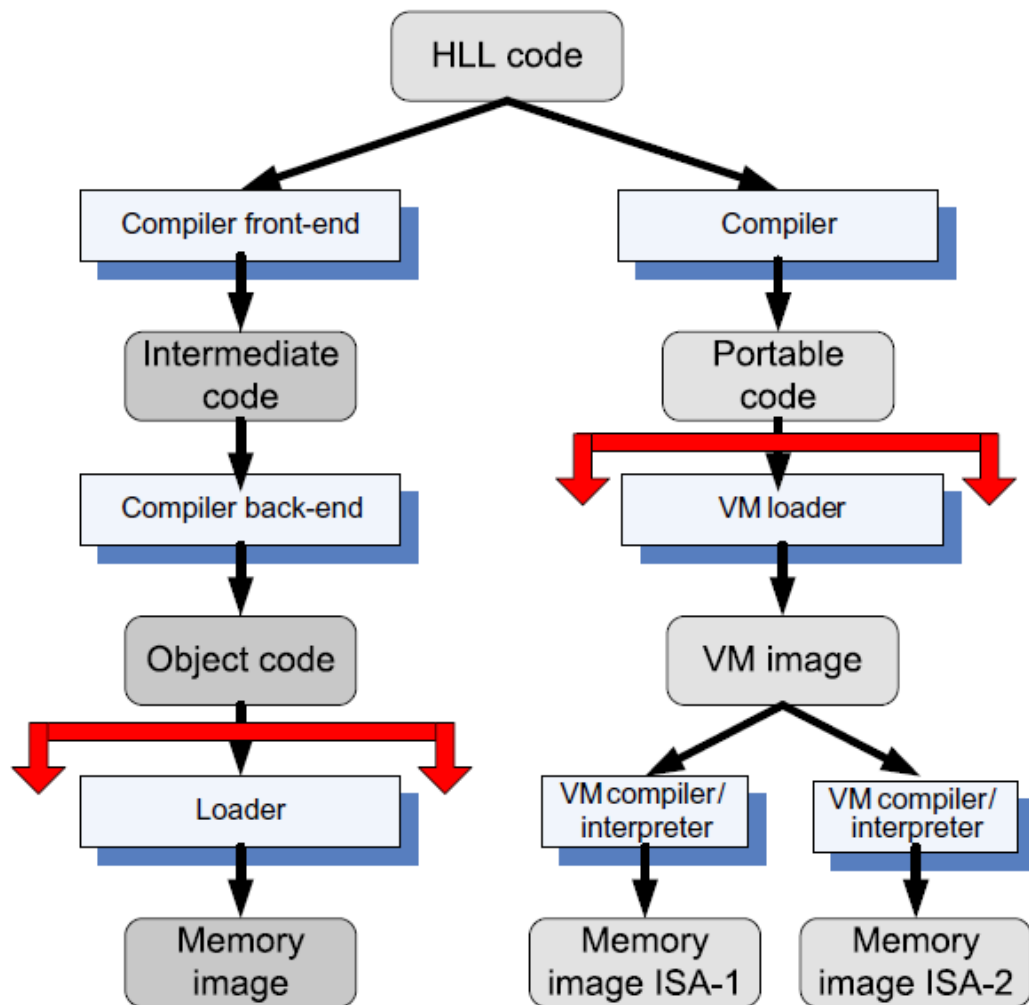 HLL code
Compiler front-end
Compiler
Intermediate
code
Portable
code
Compiler back-end
VM loader
Object code
VM image
Loader
VM compiler/
interpreter
VM compiler/
interpreter
Memory
image
Memory
image ISA-1
Memory
image ISA-2